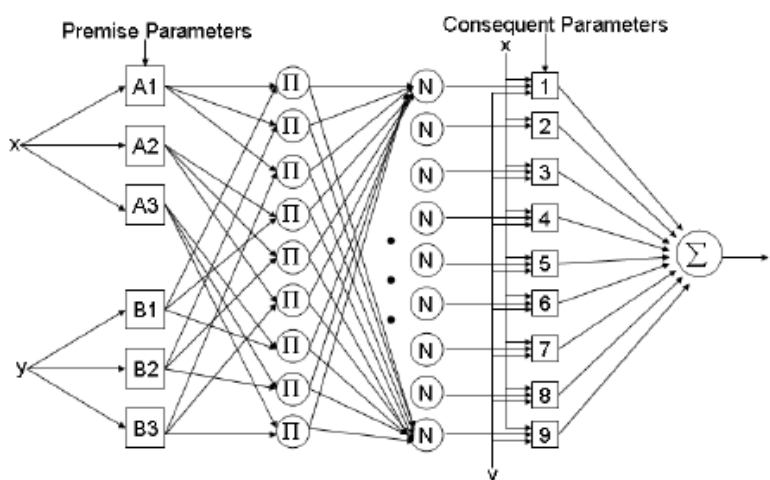 Premise Parameters
Consequent Parameters
x
A1
A2
A3
B1
B2
B3
x
y
Π
Π
Π
Π
Π
Π
Π
Π
Π
N
N
N
N
N
N
N
N
N
1
2
3
4
5
6
7
8
9
Σ
y